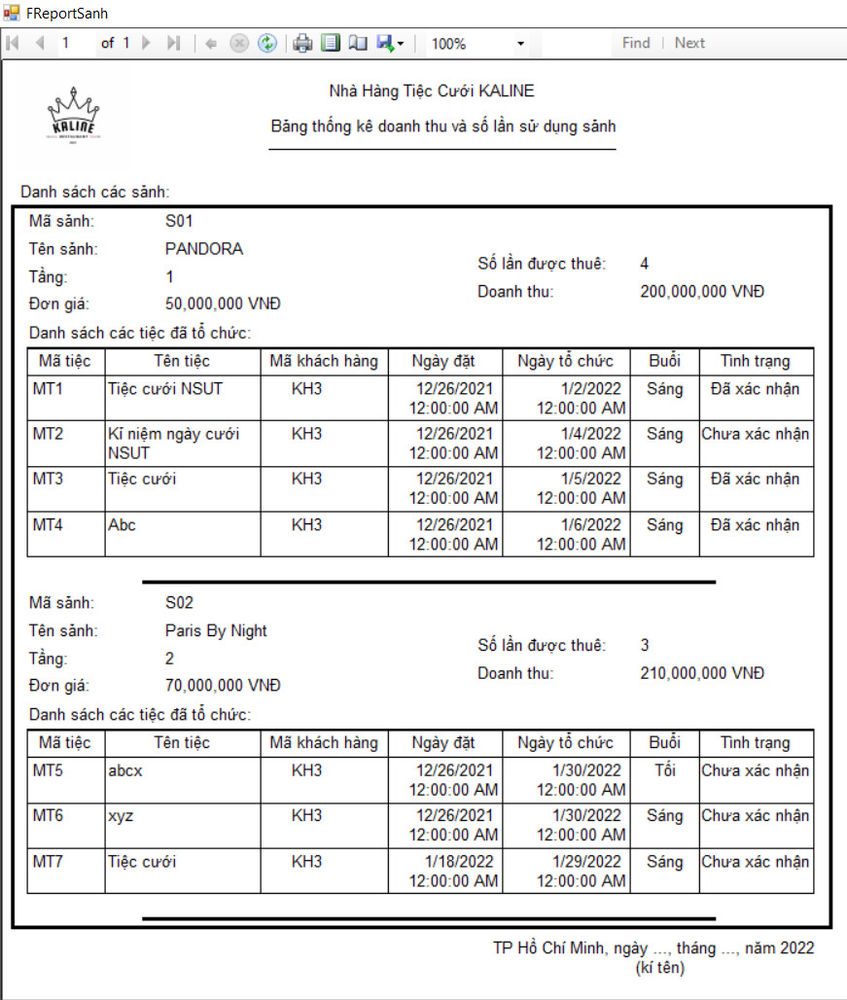 FReportSanh
1 of 1 100% Find Next
KALINE
RESTAURANT
Nhà Hàng Tiệc Cưới KALINE
Bảng thống kê doanh thu và số lần sử dụng sảnh
Danh sách các sảnh:
Mã sảnh: S01
Tên sảnh: PANDORA
Tầng: 1
Đơn giá: 50,000,000 VNĐ
Số lần được thuê: 4
Doanh thu: 200,000,000 VNĐ
Danh sách các tiệc đã tổ chức:
Mã tiệc Tên tiệc Mã khách hàng Ngày đặt Ngày tổ chức Buổi Tình trạng
MT1 Tiệc cưới NSUT KH3 12/26/2021 1/2/2022 Sáng Đã xác nhận
12:00:00 AM 12:00:00 AM
MT2 Kĩ niệm ngày cưới KH3 12/26/2021 1/4/2022 Sáng Chưa xác nhận
NSUT 12:00:00 AM 12:00:00 AM
MT3 Tiệc cưới KH3 12/26/2021 1/5/2022 Sáng Đã xác nhận
12:00:00 AM 12:00:00 AM
MT4 Abc KH3 12/26/2021 1/6/2022 Sáng Đã xác nhận
12:00:00 AM 12:00:00 AM
Mã sảnh: S02
Tên sảnh: Paris By Night
Tầng: 2
Đơn giá: 70,000,000 VNĐ
Số lần được thuê: 3
Doanh thu: 210,000,000 VNĐ
Danh sách các tiệc đã tổ chức:
Mã tiệc Tên tiệc Mã khách hàng Ngày đặt Ngày tổ chức Buổi Tình trạng
MT5 abcx KH3 12/26/2021 1/30/2022 Tối Chưa xác nhận
12:00:00 AM 12:00:00 AM
MT6 xyz KH3 12/26/2021 1/30/2022 Sáng Chưa xác nhận
12:00:00 AM 12:00:00 AM
MT7 Tiệc cưới KH3 1/18/2022 1/29/2022 Sáng Chưa xác nhận
12:00:00 AM 12:00:00 AM
TP Hồ Chí Minh, ngày ..., tháng ..., năm 2022
(kí tên)